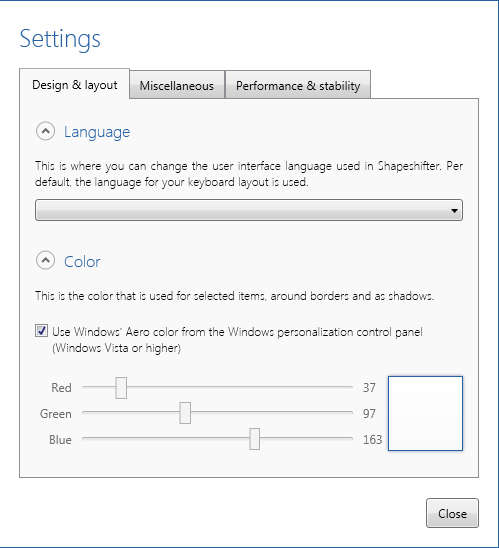 Settings
Design & layout
Miscellaneous
Performance & stability
Language
This is where you can change the user interface language used in Shapeshifter. Per
default, the language for your keyboard layout is used.
Color
This is the color that is used for selected items, around borders and as shadows.
Use Windows' Aero color from the Windows personalization control panel
(Windows Vista or higher)
Red 37
Green 97
Blue 163
Close